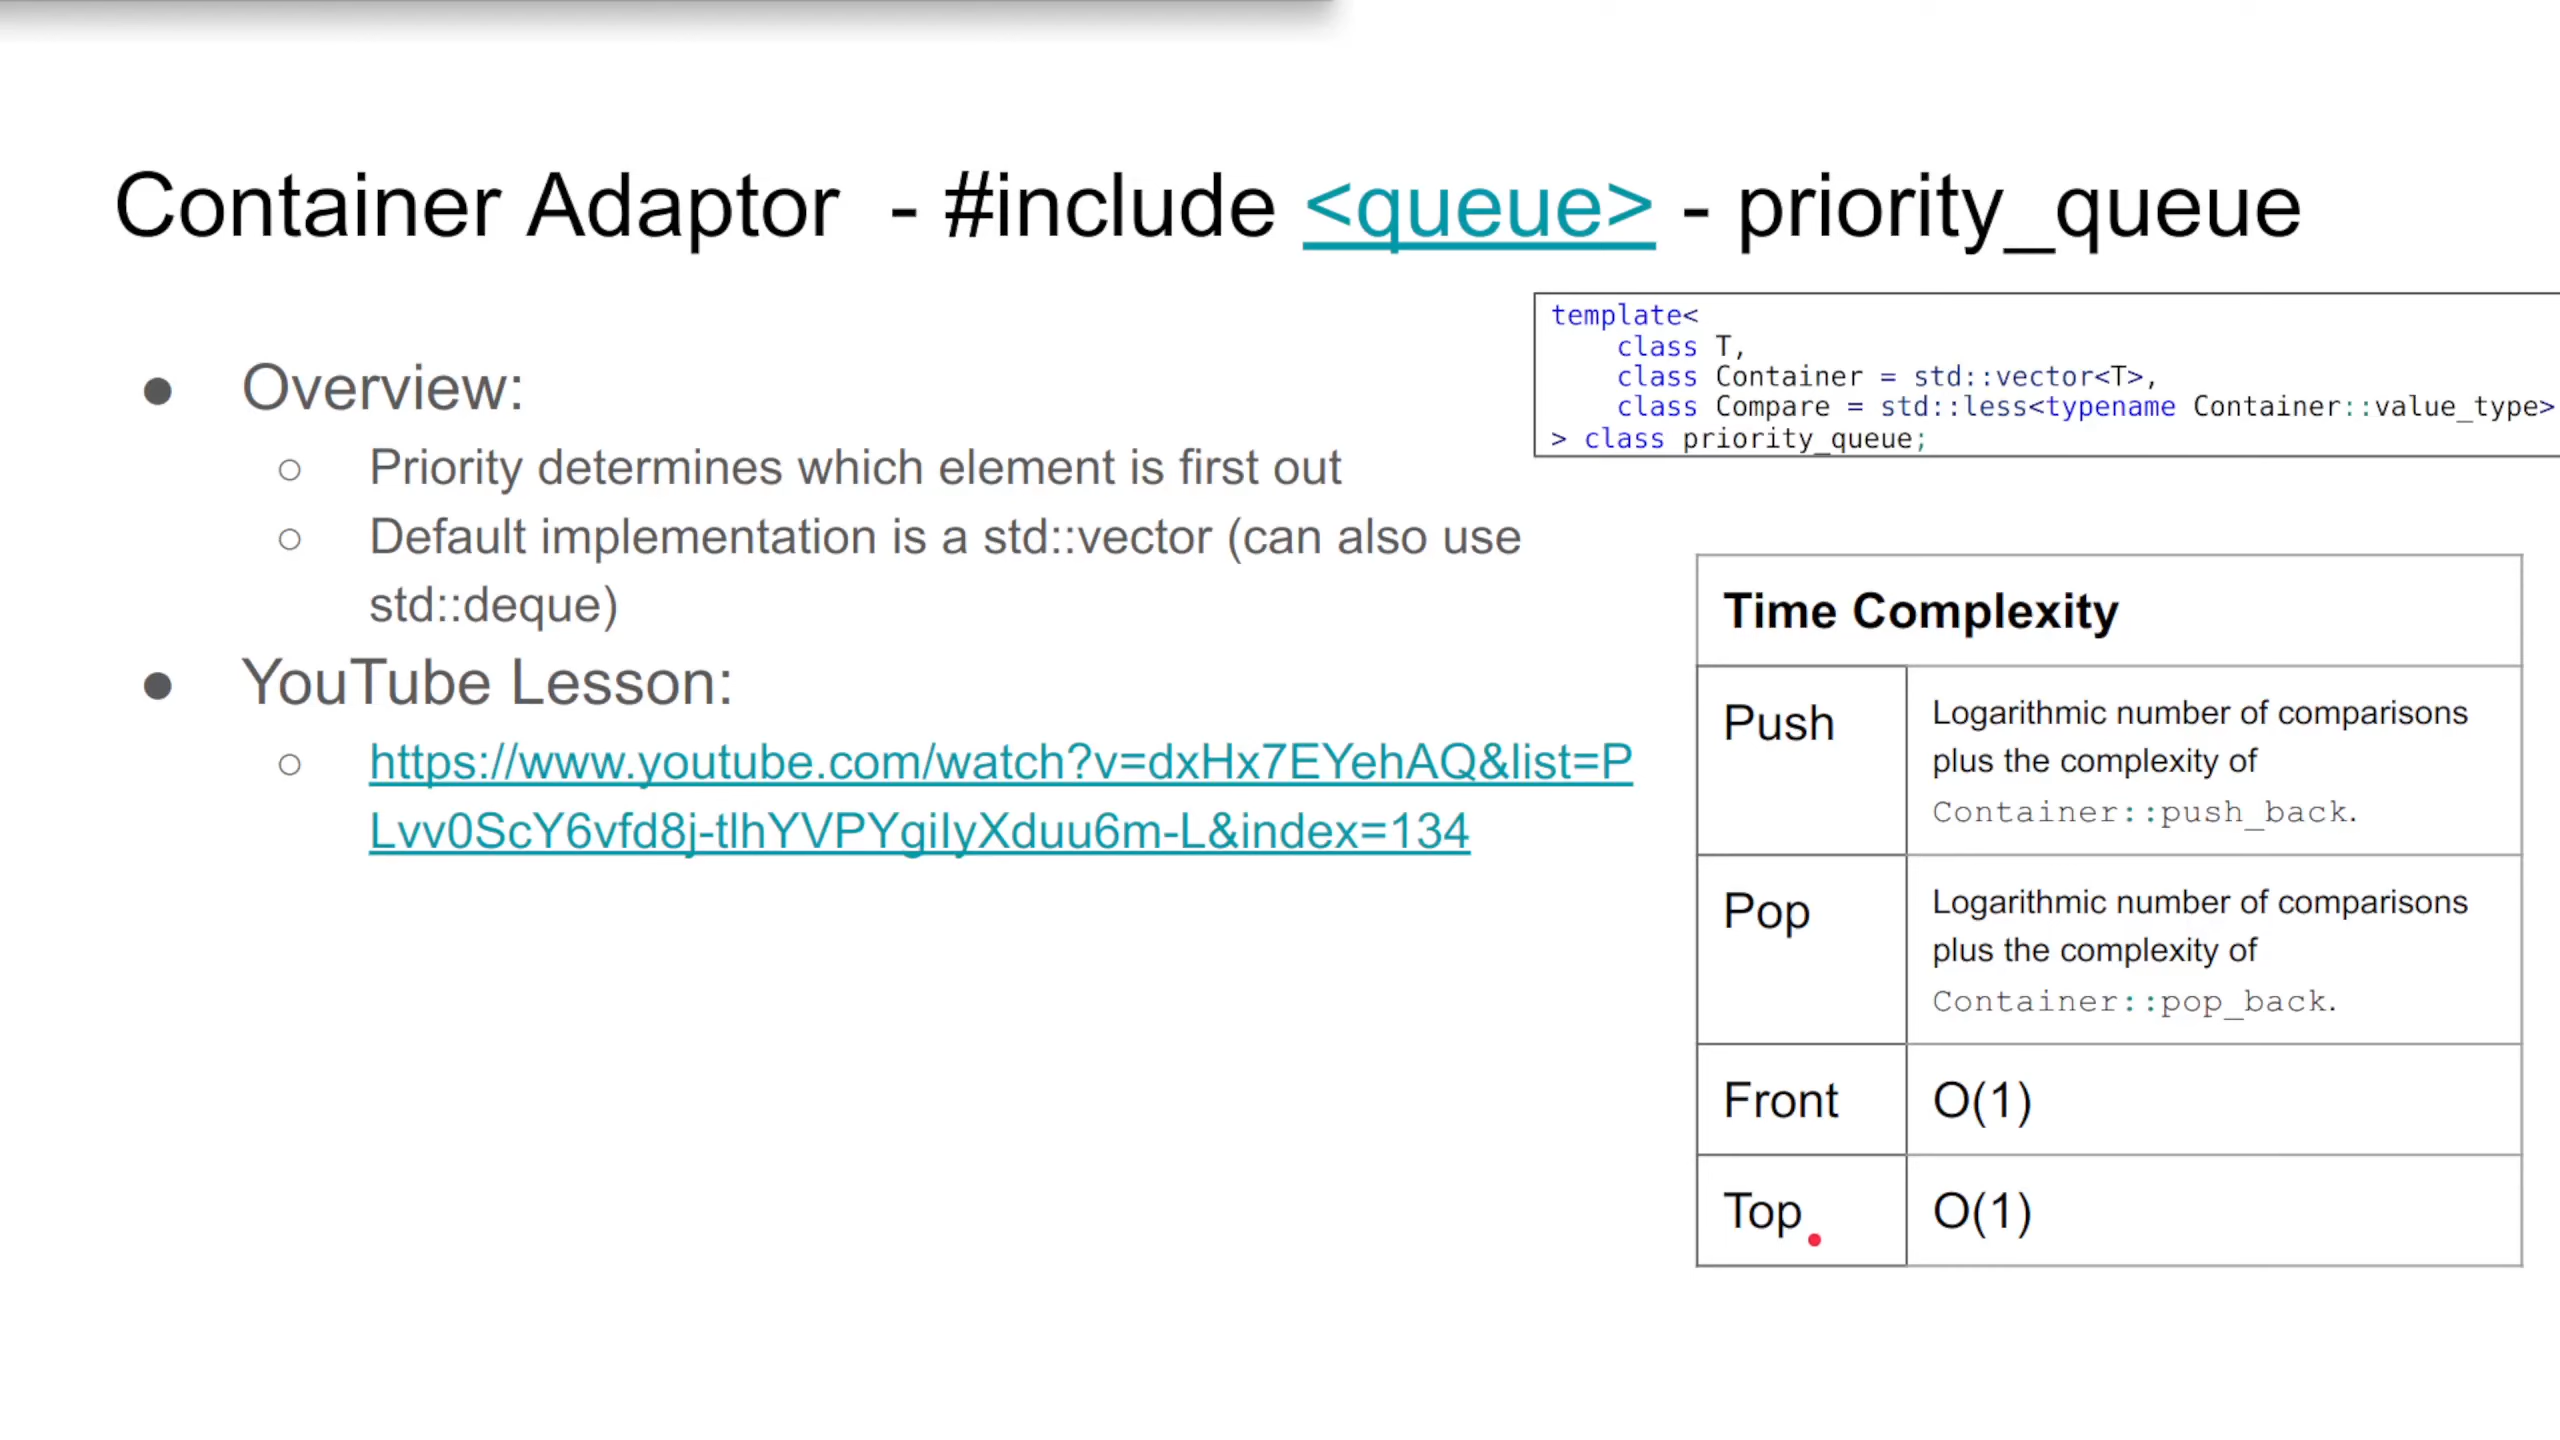 Container Adaptor - #include <queue> - priority_queue
template<
class T,
class Container = std::vector<T>,
class Compare = std::less<typename Container::value_type>
> class priority_queue;
● Overview:
○ Priority determines which element is first out
○ Default implementation is a std::vector (can also use
std::deque)
● YouTube Lesson:
○ https://www.youtube.com/watch?v=dxHx7EYehAQ&list=P
Lvv0ScY6vfd8j-tlhYVPYgiIyXduu6m-L&index=134
Time Complexity
Push
Logarithmic number of comparisons
plus the complexity of
Container::push_back.
Pop
Logarithmic number of comparisons
plus the complexity of
Container::pop_back.
Front O(1)
Top O(1)